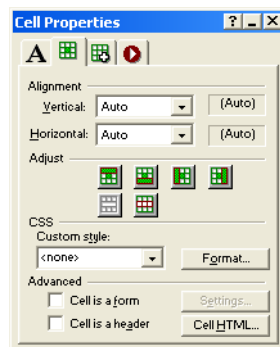 Cell Properties
A
Alignment
Vertical: Auto (Auto)
Horizontal: Auto (Auto)
Adjust
CSS
Custom style:
<none> Format...
Advanced
Cell is a form Settings...
Cell is a header Cell HTML...